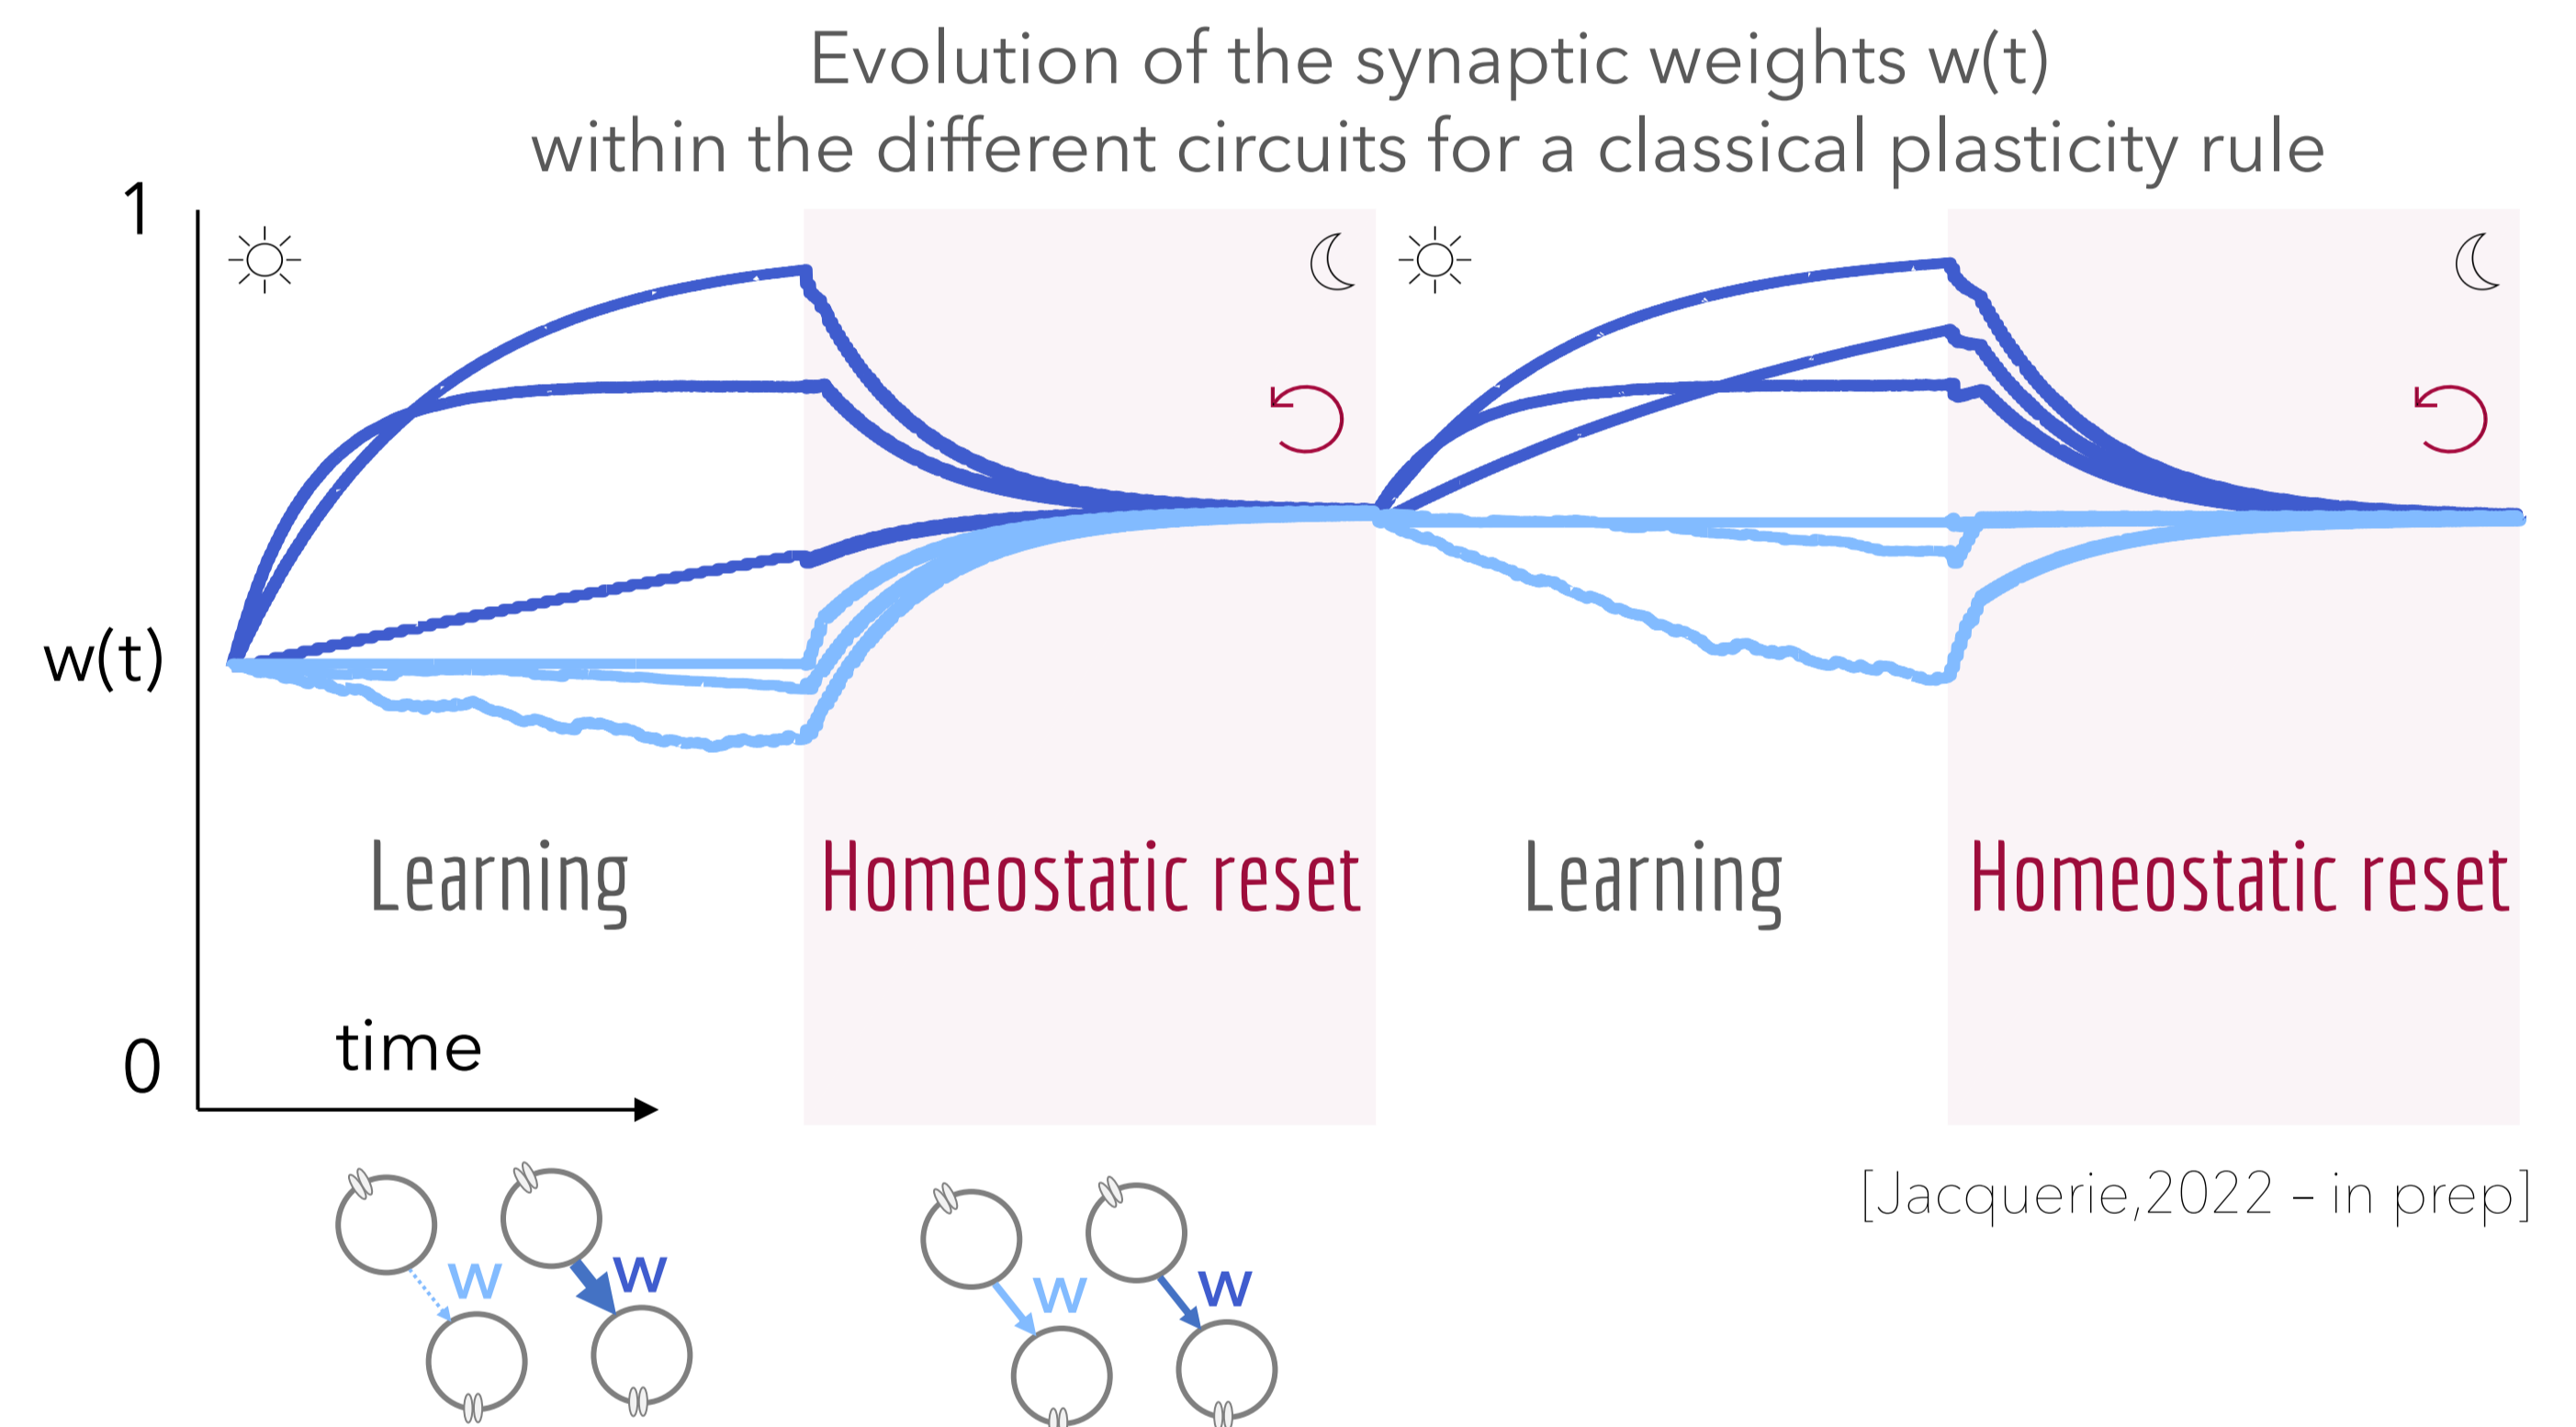 Evolution of the synaptic weights w(t)
within the different circuits for a classical plasticity rule
1
w(t)
Learning
Homeostatic reset
Learning
Homeostatic reset
time
0
[Jacquerie,2022 – in prep]
w
w
w
w